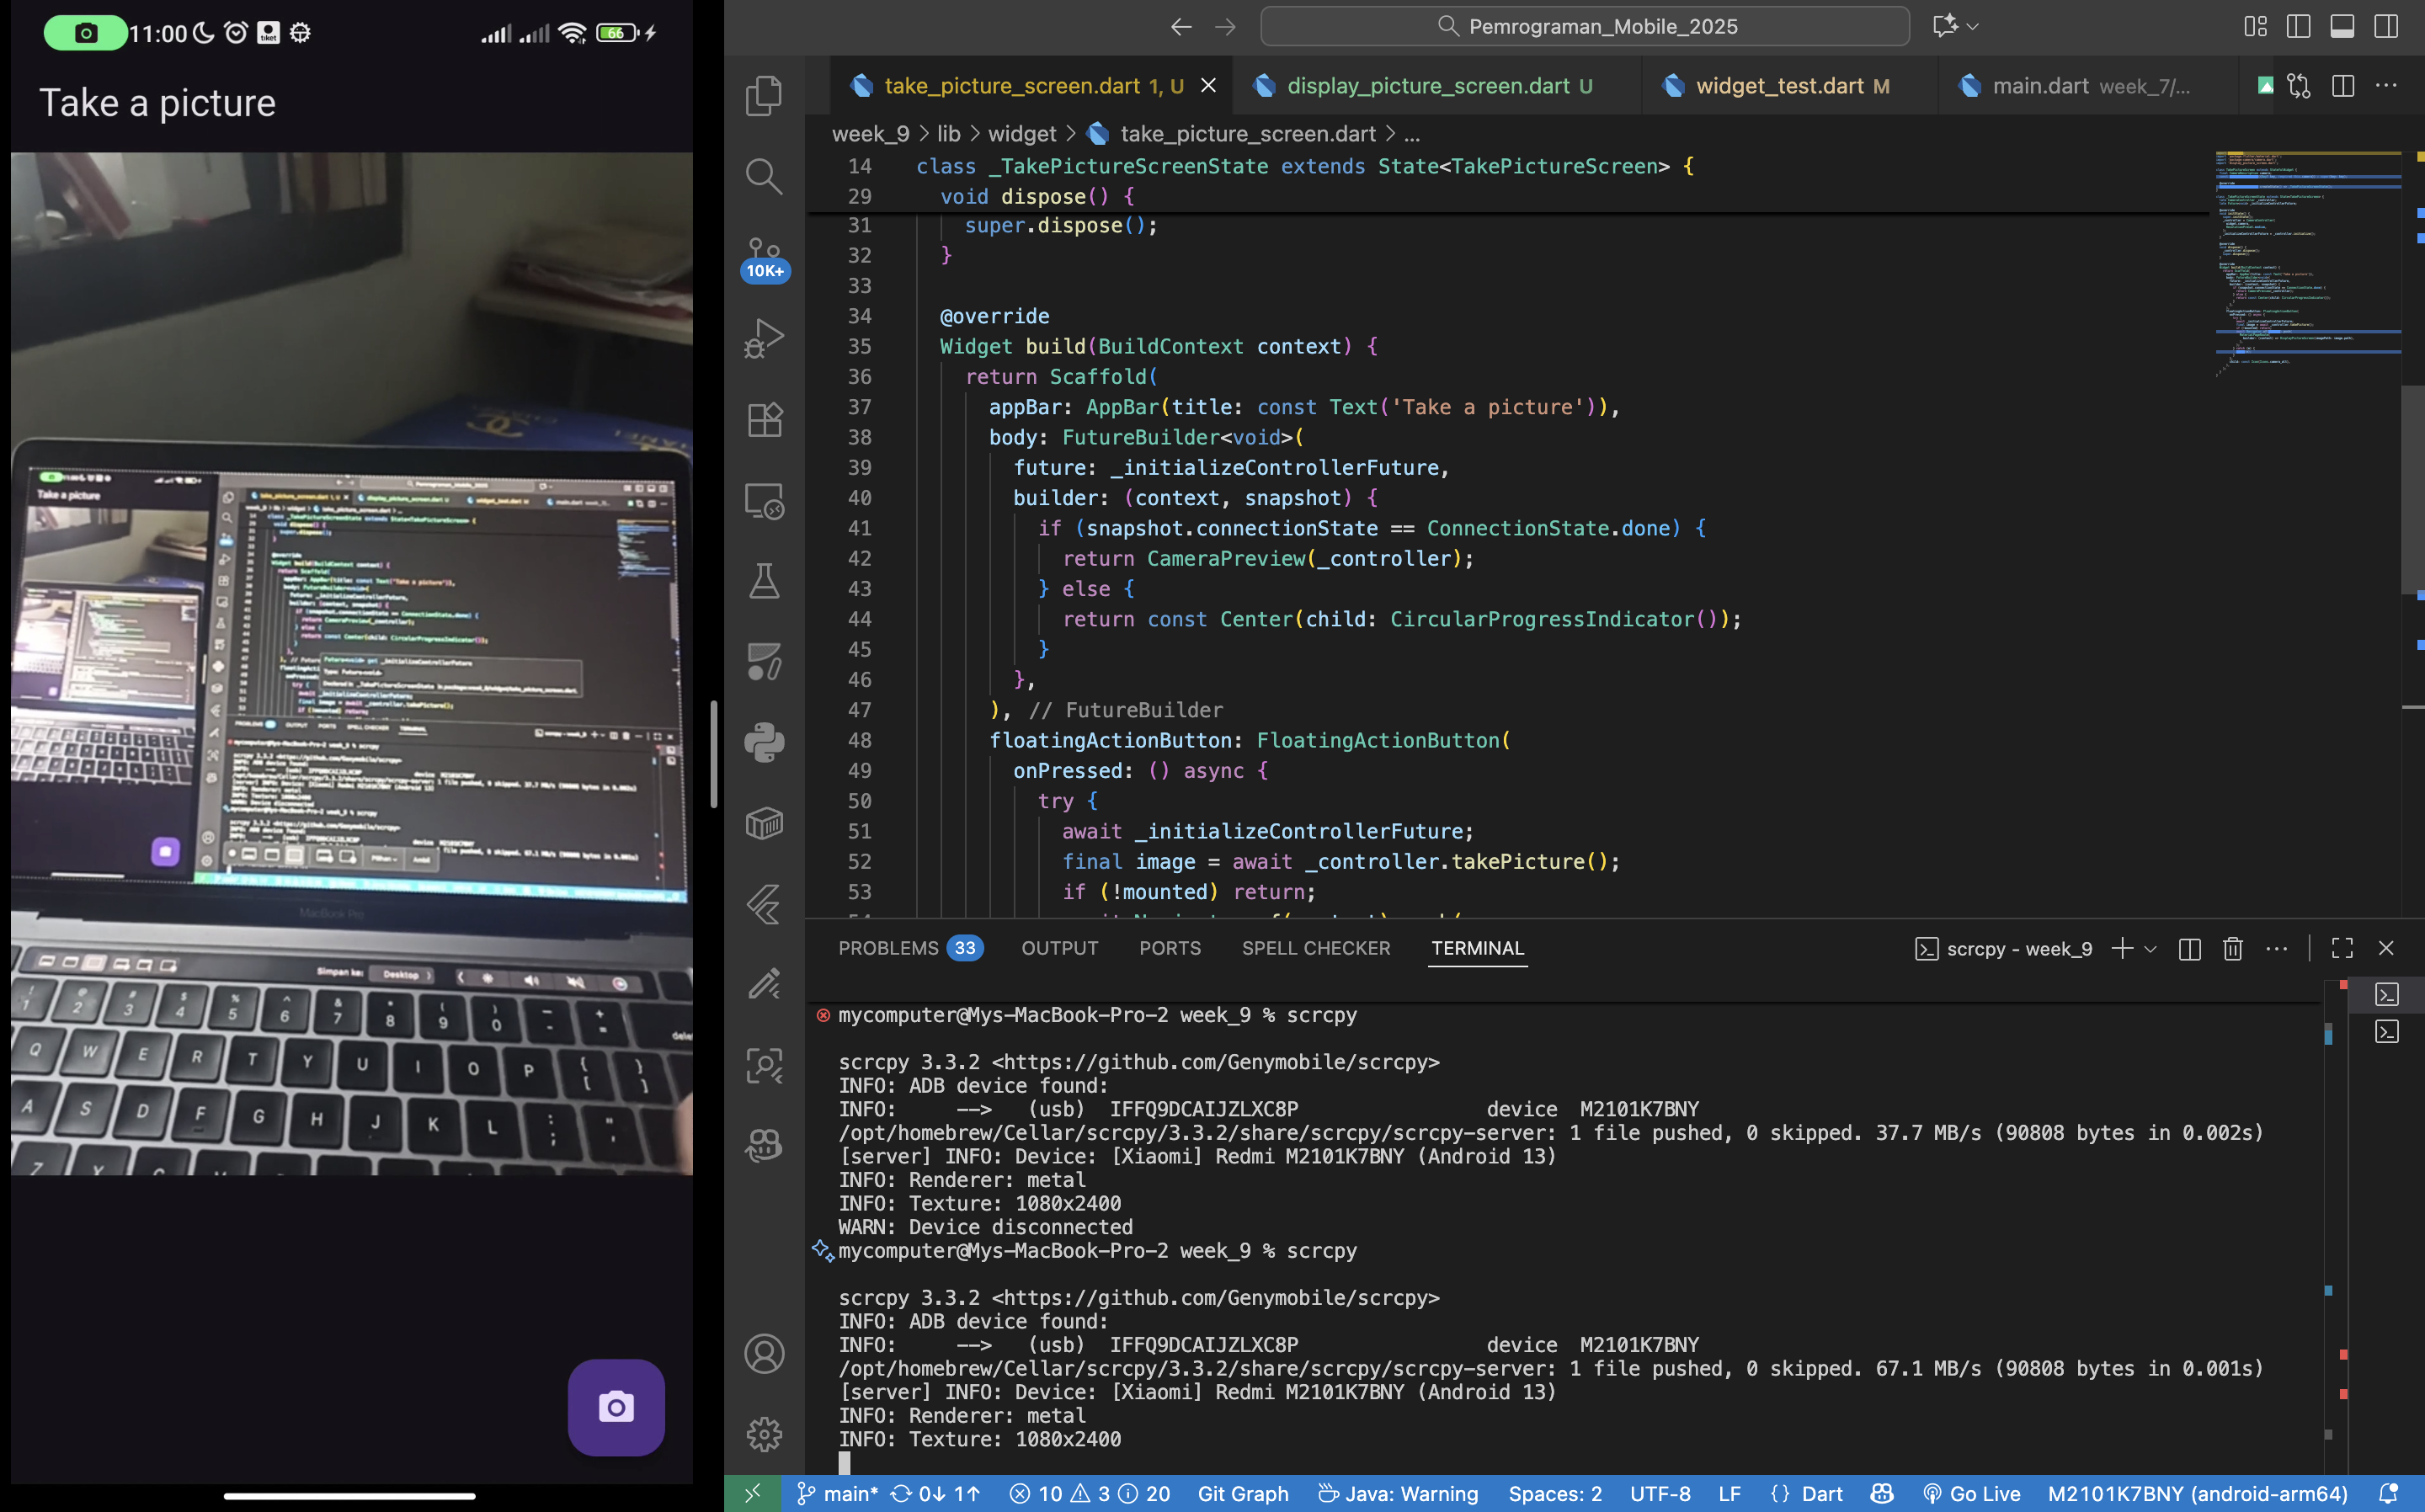 11:00
66
Take a picture
Take a picture
MacBook Pro
Simpan ke: Desktop
Pemrograman_Mobile_2025
take_picture_screen.dart 1, U
display_picture_screen.dart U
widget_test.dart M
main.dart week_7/...
week_9 > lib > widget > take_picture_screen.dart > ...
10K+
14 class _TakePictureScreenState extends State<TakePictureScreen> {
29 void dispose() {
31 super.dispose();
32 }
33
34 @override
35 Widget build(BuildContext context) {
36 return Scaffold(
37 appBar: AppBar(title: const Text('Take a picture')),
38 body: FutureBuilder<void>(
39 future: _initializeControllerFuture,
40 builder: (context, snapshot) {
41 if (snapshot.connectionState == ConnectionState.done) {
42 return CameraPreview(_controller);
43 } else {
44 return const Center(child: CircularProgressIndicator());
45 }
46 },
47 ), // FutureBuilder
48 floatingActionButton: FloatingActionButton(
49 onPressed: () async {
50 try {
51 await _initializeControllerFuture;
52 final image = await _controller.takePicture();
53 if (!mounted) return;
PROBLEMS 33 OUTPUT PORTS SPELL CHECKER TERMINAL
scrcpy - week_9
mycomputer@Mys-MacBook-Pro-2 week_9 % scrcpy
scrcpy 3.3.2 <https://github.com/Genymobile/scrcpy>
INFO: ADB device found:
INFO: --> (usb) IFFQ9DCAIJZLXC8P device M2101K7BNY
/opt/homebrew/Cellar/scrcpy/3.3.2/share/scrcpy/scrcpy-server: 1 file pushed, 0 skipped. 37.7 MB/s (90808 bytes in 0.002s)
[server] INFO: Device: [Xiaomi] Redmi M2101K7BNY (Android 13)
INFO: Renderer: metal
INFO: Texture: 1080x2400
WARN: Device disconnected
mycomputer@Mys-MacBook-Pro-2 week_9 % scrcpy
scrcpy 3.3.2 <https://github.com/Genymobile/scrcpy>
INFO: ADB device found:
INFO: --> (usb) IFFQ9DCAIJZLXC8P device M2101K7BNY
/opt/homebrew/Cellar/scrcpy/3.3.2/share/scrcpy/scrcpy-server: 1 file pushed, 0 skipped. 67.1 MB/s (90808 bytes in 0.001s)
[server] INFO: Device: [Xiaomi] Redmi M2101K7BNY (Android 13)
INFO: Renderer: metal
INFO: Texture: 1080x2400
main* 0↓ 1↑ 10 3 20 Git Graph Java: Warning Spaces: 2 UTF-8 LF {} Dart Go Live M2101K7BNY (android-arm64)